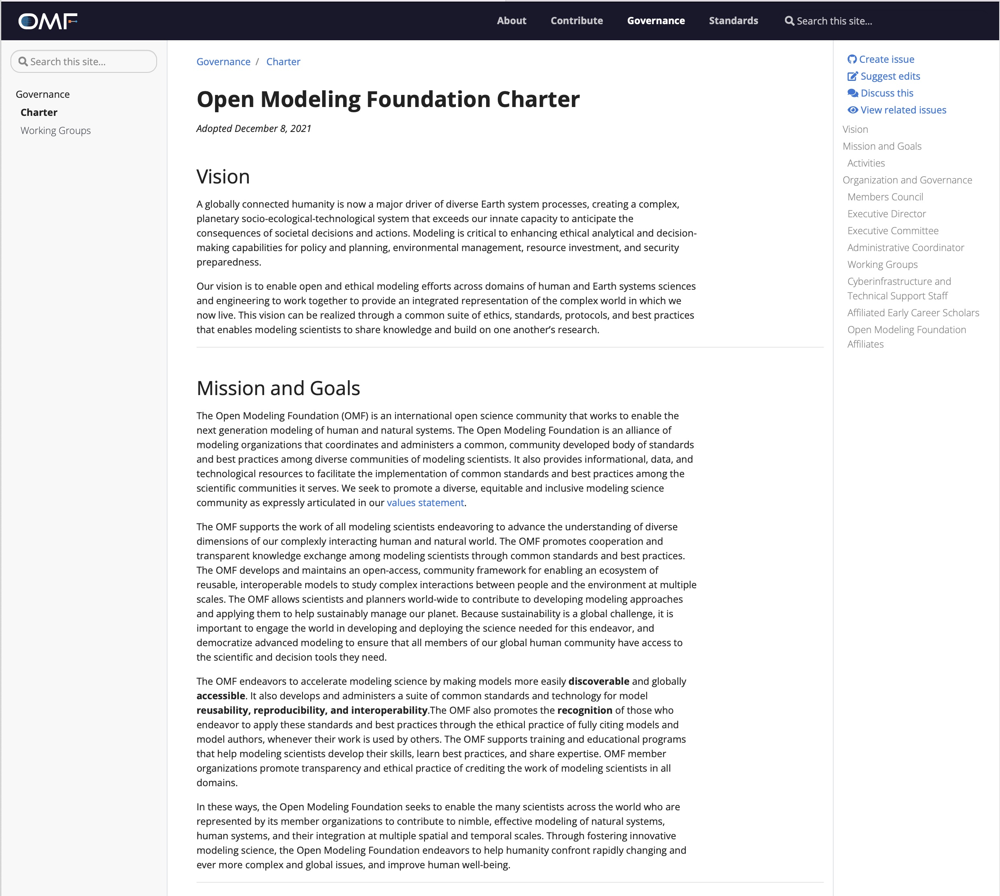 OMF
About
Contribute
Governance
Standards
Search this site...
Search this site...
Governance
Charter
Working Groups
Governance / Charter
Open Modeling Foundation Charter
Adopted December 8, 2021
Vision
A globally connected humanity is now a major driver of diverse Earth system processes, creating a complex,
planetary socio-ecological-technological system that exceeds our innate capacity to anticipate the
consequences of societal decisions and actions. Modeling is critical to enhancing ethical analytical and decision-
making capabilities for policy and planning, environmental management, resource investment, and security
preparedness.
Our vision is to enable open and ethical modeling efforts across domains of human and Earth systems sciences
and engineering to work together to provide an integrated representation of the complex world in which we
now live. This vision can be realized through a common suite of ethics, standards, protocols, and best practices
that enables modeling scientists to share knowledge and build on one another’s research.
Mission and Goals
The Open Modeling Foundation (OMF) is an international open science community that works to enable the
next generation modeling of human and natural systems. The Open Modeling Foundation is an alliance of
modeling organizations that coordinates and administers a common, community developed body of standards
and best practices among diverse communities of modeling scientists. It also provides informational, data, and
technological resources to facilitate the implementation of common standards and best practices among the
scientific communities it serves. We seek to promote a diverse, equitable and inclusive modeling science
community as expressly articulated in our values statement.
The OMF supports the work of all modeling scientists endeavoring to advance the understanding of diverse
dimensions of our complexly interacting human and natural world. The OMF promotes cooperation and
transparent knowledge exchange among modeling scientists through common standards and best practices.
The OMF develops and maintains an open-access, community framework for enabling an ecosystem of
reusable, interoperable models to study complex interactions between people and the environment at multiple
scales. The OMF allows scientists and planners world-wide to contribute to developing modeling approaches
and applying them to help sustainably manage our planet. Because sustainability is a global challenge, it is
important to engage the world in developing and deploying the science needed for this endeavor, and
democratize advanced modeling to ensure that all members of our global human community have access to
the scientific and decision tools they need.
The OMF endeavors to accelerate modeling science by making models more easily discoverable and globally
accessible. It also develops and administers a suite of common standards and technology for model
reusability, reproducibility, and interoperability.The OMF also promotes the recognition of those who
endeavor to apply these standards and best practices through the ethical practice of fully citing models and
model authors, whenever their work is used by others. The OMF supports training and educational programs
that help modeling scientists develop their skills, learn best practices, and share expertise. OMF member
organizations promote transparency and ethical practice of crediting the work of modeling scientists in all
domains.
In these ways, the Open Modeling Foundation seeks to enable the many scientists across the world who are
represented by its member organizations to contribute to nimble, effective modeling of natural systems,
human systems, and their integration at multiple spatial and temporal scales. Through fostering innovative
modeling science, the Open Modeling Foundation endeavors to help humanity confront rapidly changing and
ever more complex and global issues, and improve human well-being.
Create issue
Suggest edits
Discuss this
View related issues
Vision
Mission and Goals
Activities
Organization and Governance
Members Council
Executive Director
Executive Committee
Administrative Coordinator
Working Groups
Cyberinfrastructure and
Technical Support Staff
Affiliated Early Career Scholars
Open Modeling Foundation
Affiliates